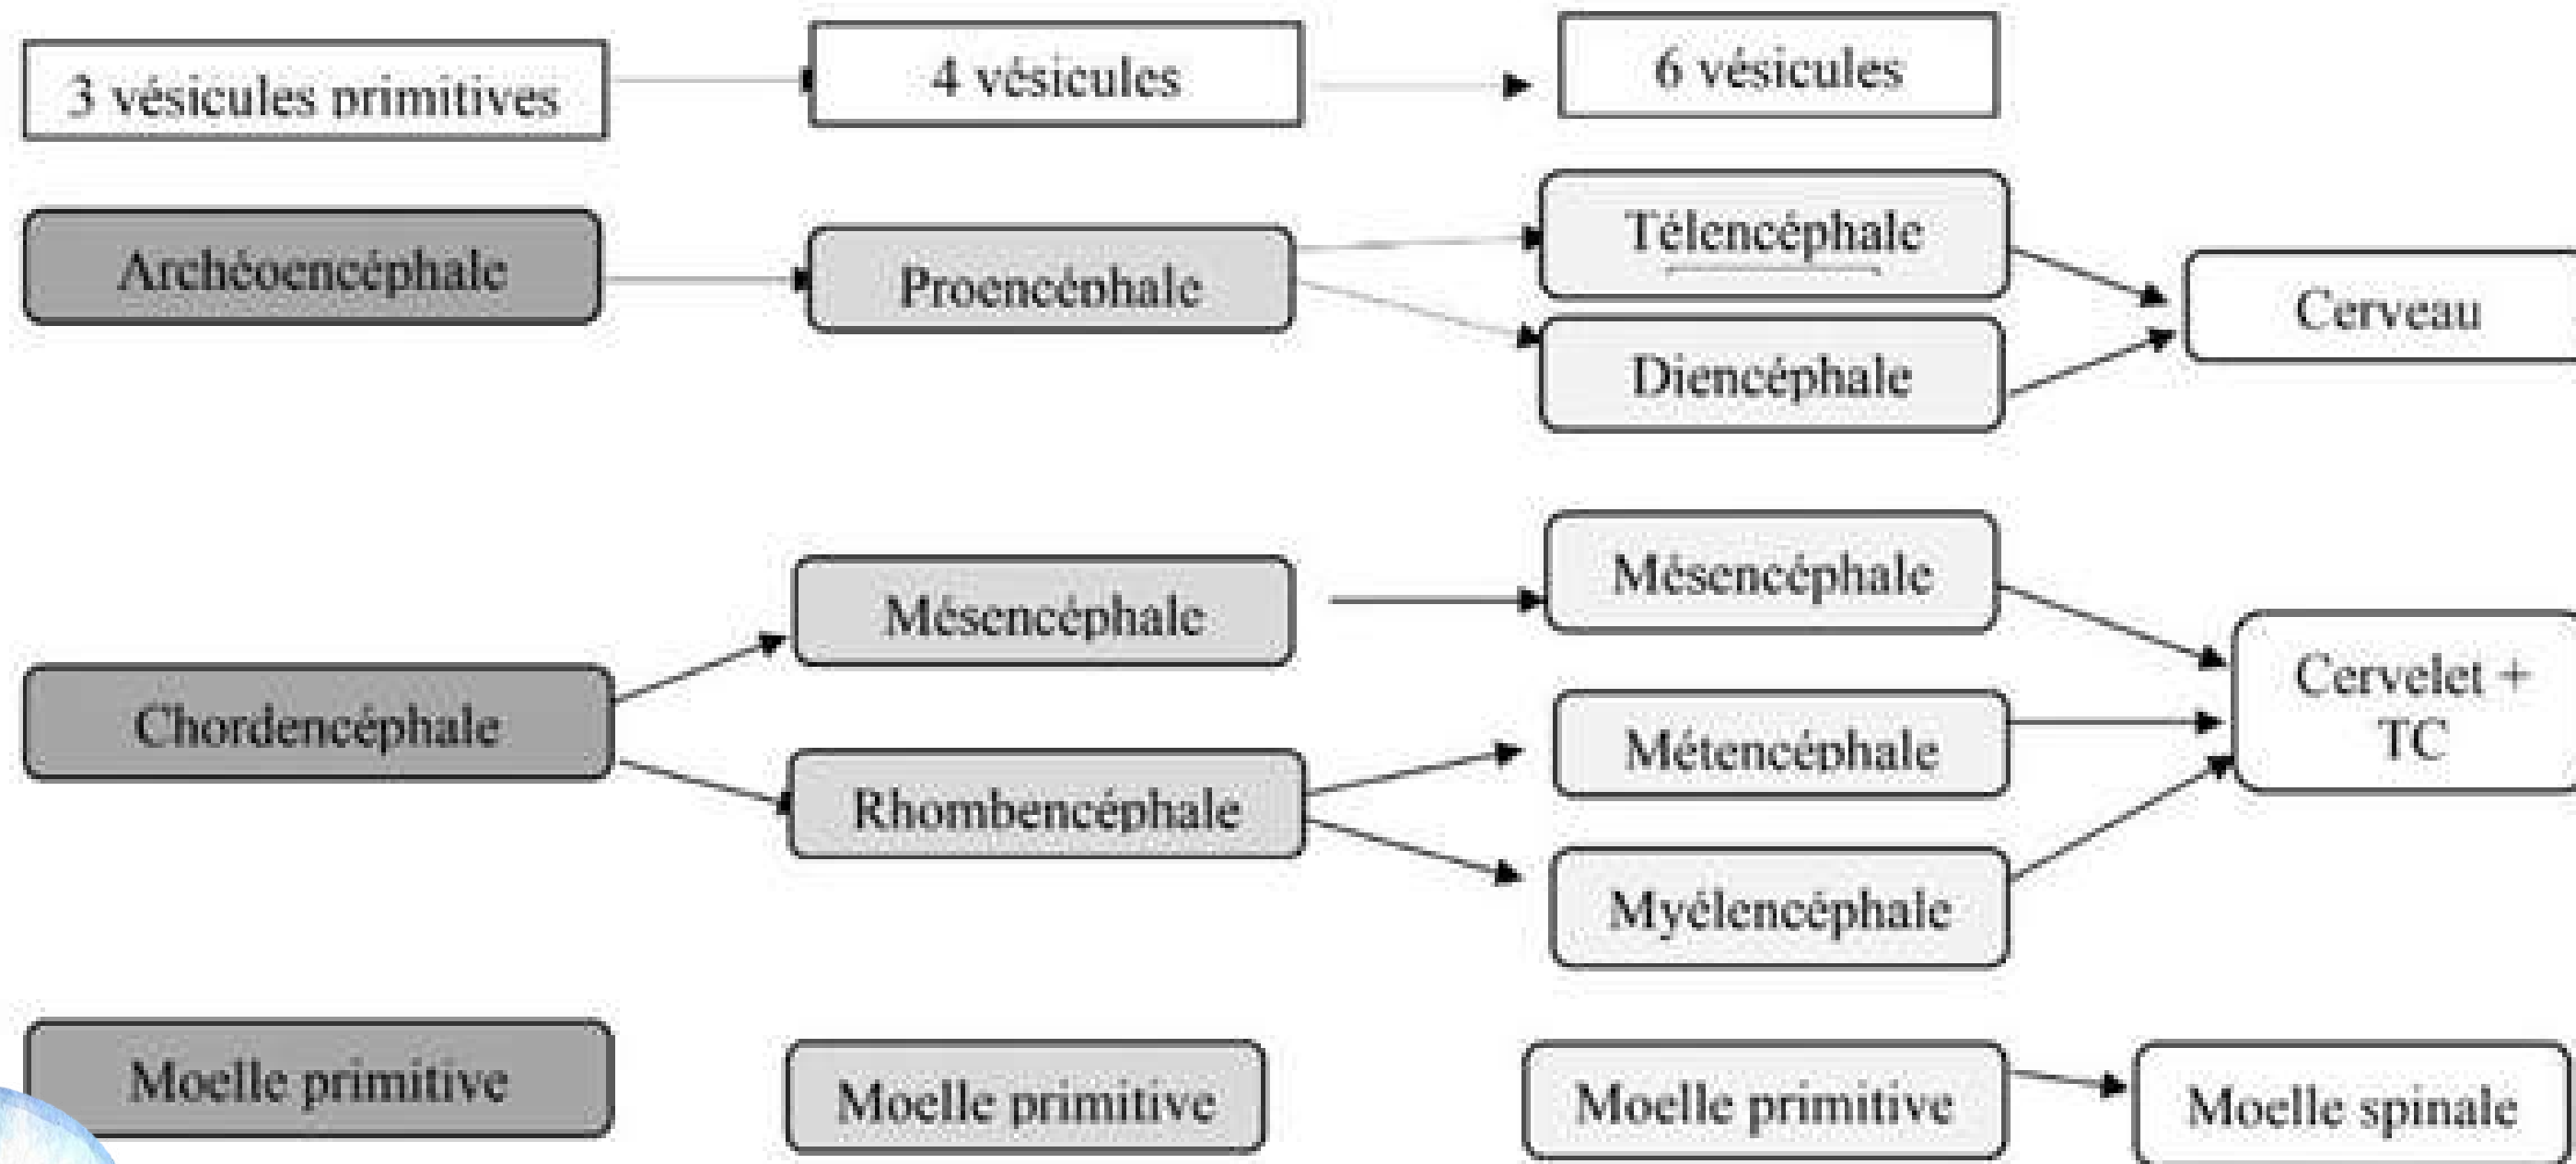 3 vésicules primitives
4 vésicules
6 vésicules
Archéoencéphale
Proencéphale
Télencéphale
Diencéphale
Cerveau
Chordencéphale
Mésencéphale
Rhombencéphale
Mésencéphale
Métencéphale
Myélencéphale
Cervelet +
TC
Moelle primitive
Moelle primitive
Moelle primitive
Moelle spinale